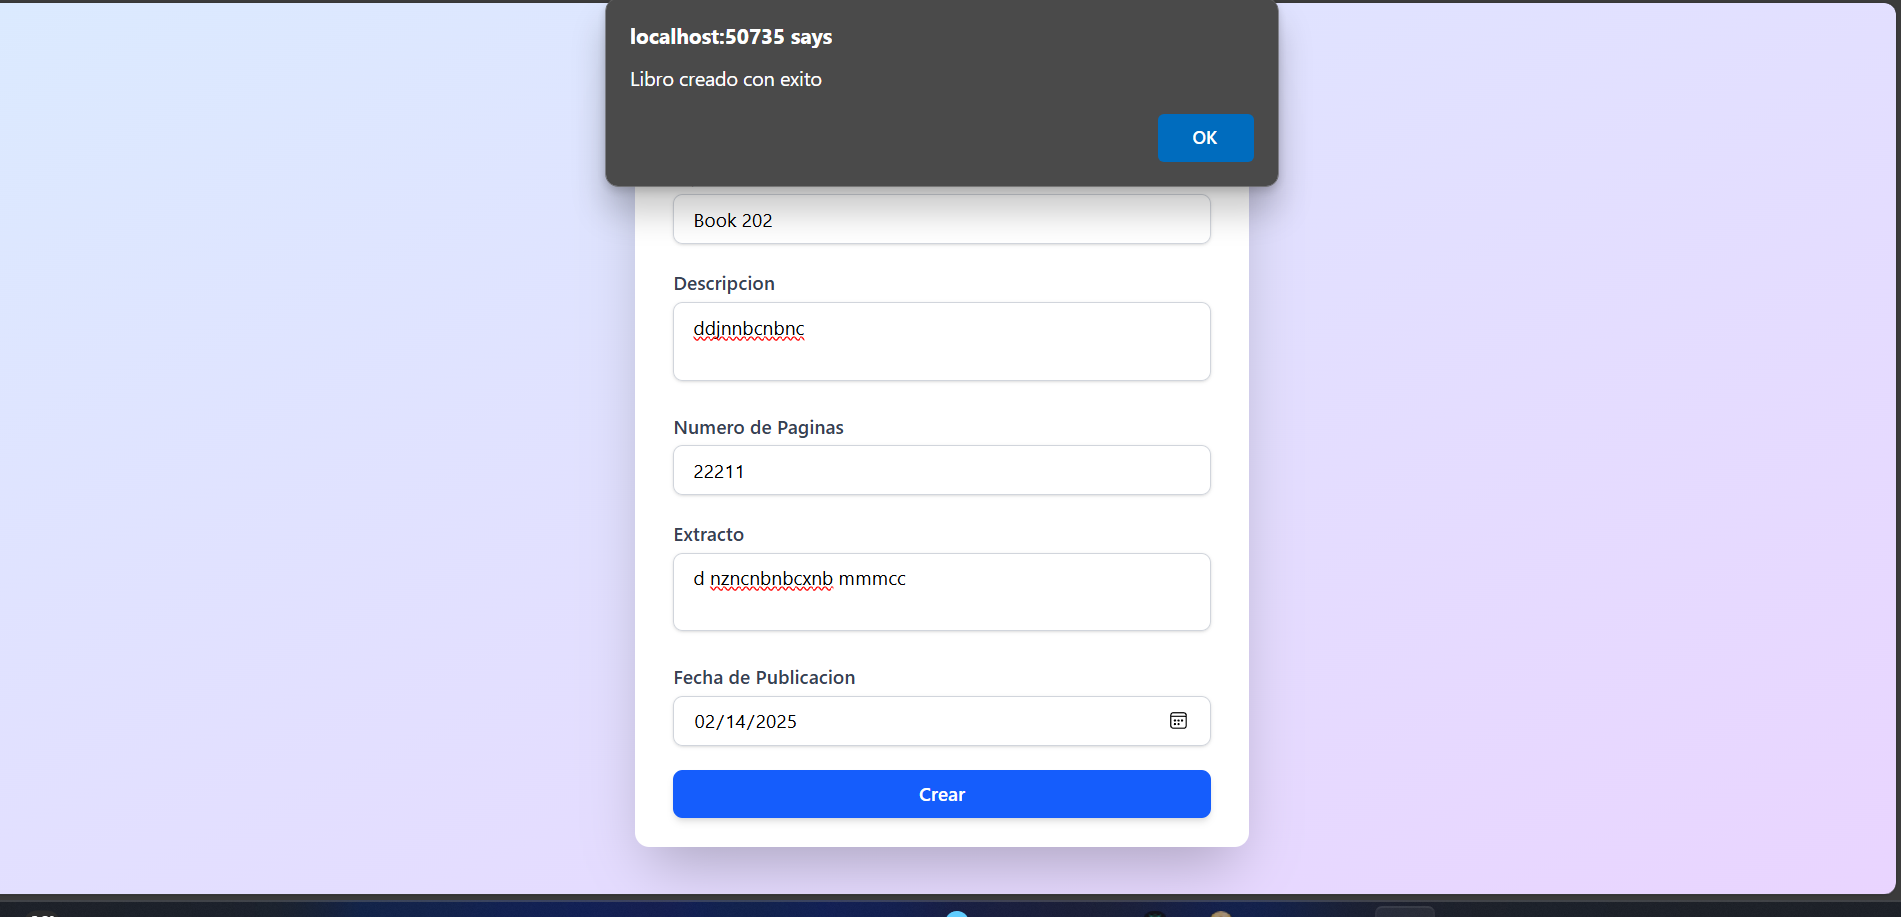 localhost:50735 says
Libro creado con exito
OK
Book 202
Descripcion
ddjnnbcnbnc
Numero de Paginas
22211
Extracto
d nzncnbnbcxnb mmmcc
Fecha de Publicacion
02/14/2025
Crear